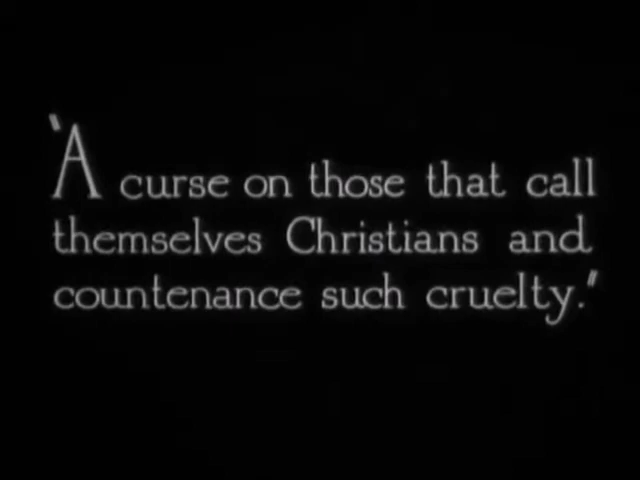 "A curse on those that call
themselves Christians and
countenance such cruelty."